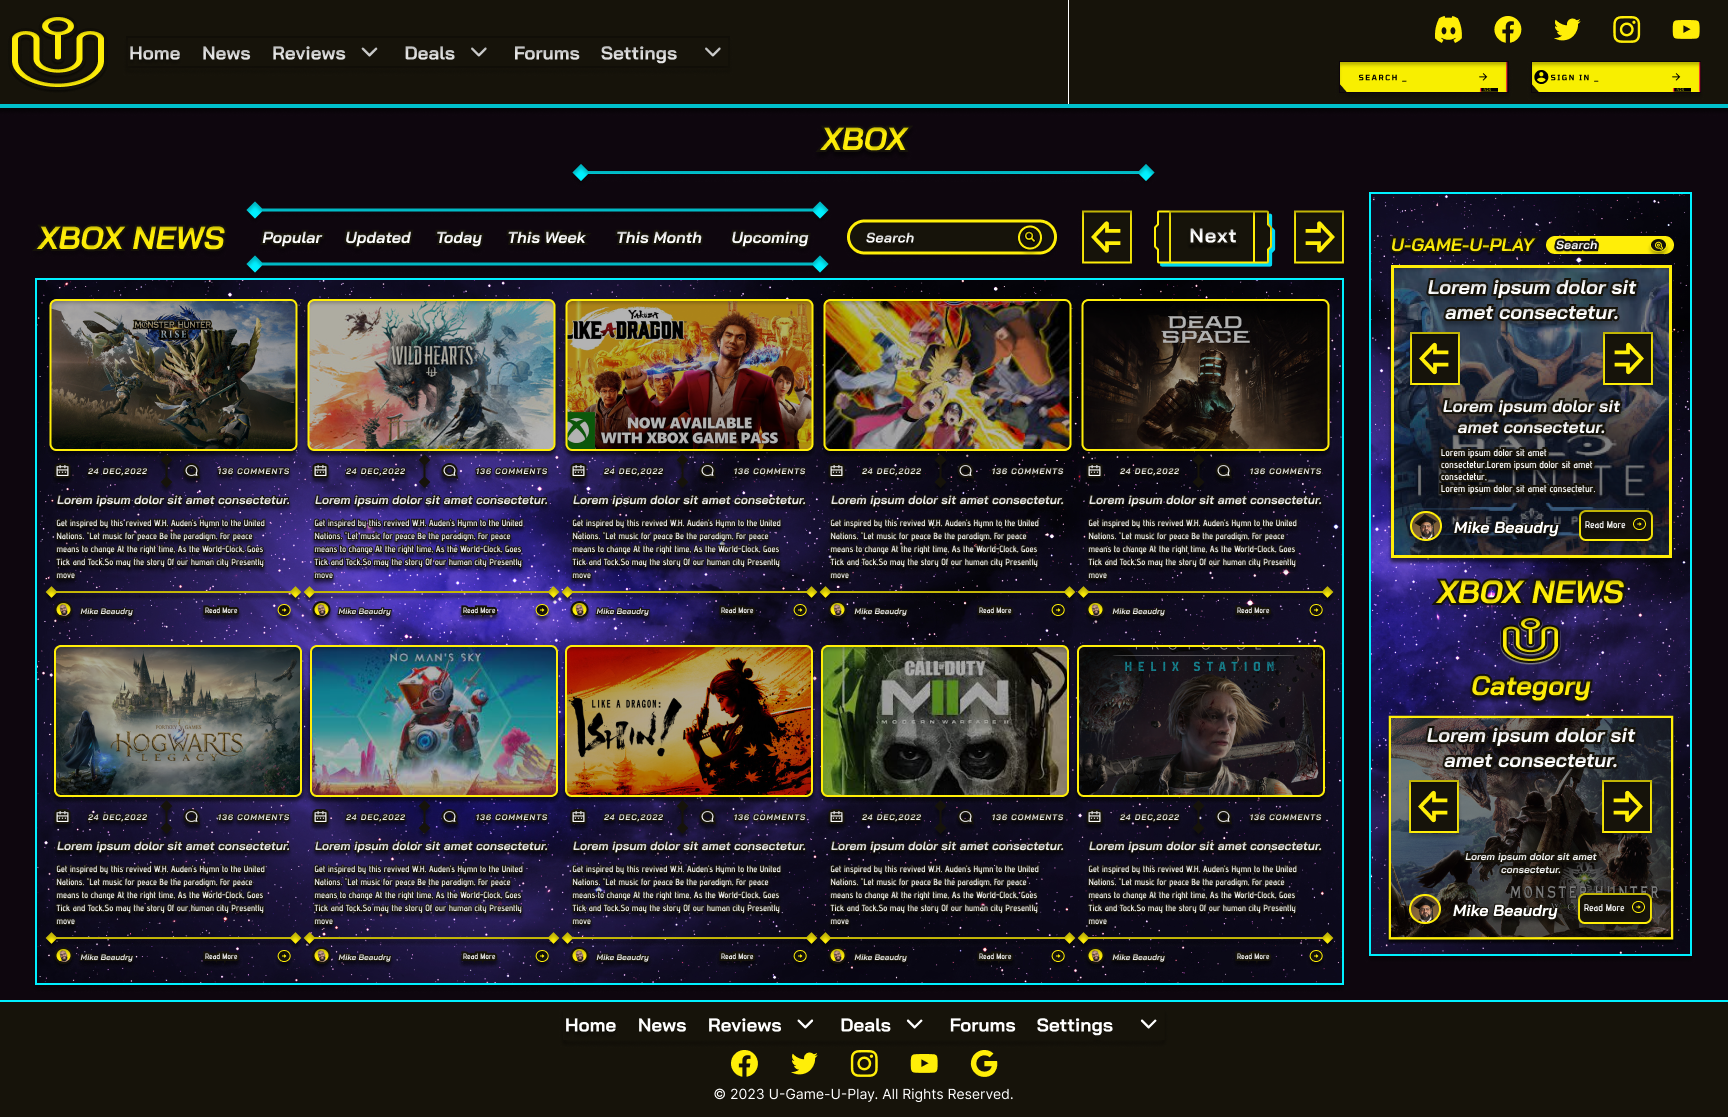 Home News Reviews Deals Forums Settings
SEARCH _
SIGN IN _
XBOX
XBOX NEWS
Popular Updated Today This Week This Month Upcoming
Search
Next
MONSTER HUNTER
RISE
WILD HEARTS
Yakuza
LIKE A DRAGON
NOW AVAILABLE
WITH XBOX GAME PASS
DEAD
SPACE
24 DEC,2022 136 COMMENTS
Lorem ipsum dolor sit amet consectetur.
Get inspired by this revived W.H. Auden's Hymn to the United
Nations. "Let music for peace Be the paradigm, For peace
means to change At the right time, As the World-Clock, Goes
Tick and Tock.So may the story Of our human city Presently
move
Mike Beaudry Read More
24 DEC,2022 136 COMMENTS
Lorem ipsum dolor sit amet consectetur.
Get inspired by this revived W.H. Auden's Hymn to the United
Nations. "Let music for peace Be the paradigm, For peace
means to change At the right time, As the World-Clock, Goes
Tick and Tock.So may the story Of our human city Presently
move
Mike Beaudry Read More
24 DEC,2022 136 COMMENTS
Lorem ipsum dolor sit amet consectetur.
Get inspired by this revived W.H. Auden's Hymn to the United
Nations. "Let music for peace Be the paradigm, For peace
means to change At the right time, As the World-Clock, Goes
Tick and Tock.So may the story Of our human city Presently
move
Mike Beaudry Read More
24 DEC,2022 136 COMMENTS
Lorem ipsum dolor sit amet consectetur.
Get inspired by this revived W.H. Auden's Hymn to the United
Nations. "Let music for peace Be the paradigm, For peace
means to change At the right time, As the World-Clock, Goes
Tick and Tock.So may the story Of our human city Presently
move
Mike Beaudry Read More
24 DEC,2022 136 COMMENTS
Lorem ipsum dolor sit amet consectetur.
Get inspired by this revived W.H. Auden's Hymn to the United
Nations. "Let music for peace Be the paradigm, For peace
means to change At the right time, As the World-Clock, Goes
Tick and Tock.So may the story Of our human city Presently
move
Mike Beaudry Read More
HOGWARTS
LEGACY
NO MAN'S SKY
LIKE A DRAGON:
ISHIN!
CALL OF DUTY
MWII
MODERN WARFARE II
PROTOCOL
HELIX STATION
24 DEC,2022 136 COMMENTS
Lorem ipsum dolor sit amet consectetur.
Get inspired by this revived W.H. Auden's Hymn to the United
Nations. "Let music for peace Be the paradigm, For peace
means to change At the right time, As the World-Clock, Goes
Tick and Tock.So may the story Of our human city Presently
move
Mike Beaudry Read More
24 DEC,2022 136 COMMENTS
Lorem ipsum dolor sit amet consectetur.
Get inspired by this revived W.H. Auden's Hymn to the United
Nations. "Let music for peace Be the paradigm, For peace
means to change At the right time, As the World-Clock, Goes
Tick and Tock.So may the story Of our human city Presently
move
Mike Beaudry Read More
24 DEC,2022 136 COMMENTS
Lorem ipsum dolor sit amet consectetur.
Get inspired by this revived W.H. Auden's Hymn to the United
Nations. "Let music for peace Be the paradigm, For peace
means to change At the right time, As the World-Clock, Goes
Tick and Tock.So may the story Of our human city Presently
move
Mike Beaudry Read More
24 DEC,2022 136 COMMENTS
Lorem ipsum dolor sit amet consectetur.
Get inspired by this revived W.H. Auden's Hymn to the United
Nations. "Let music for peace Be the paradigm, For peace
means to change At the right time, As the World-Clock, Goes
Tick and Tock.So may the story Of our human city Presently
move
Mike Beaudry Read More
24 DEC,2022 136 COMMENTS
Lorem ipsum dolor sit amet consectetur.
Get inspired by this revived W.H. Auden's Hymn to the United
Nations. "Let music for peace Be the paradigm, For peace
means to change At the right time, As the World-Clock, Goes
Tick and Tock.So may the story Of our human city Presently
move
Mike Beaudry Read More
U-GAME-U-PLAY Search
Lorem ipsum dolor sit
amet consectetur.
Lorem ipsum dolor sit
amet consectetur.
HALO
Lorem ipsum dolor sit amet
consectetur.Lorem ipsum dolor sit amet
consectetur.
Lorem ipsum dolor sit amet consectetur.
Mike Beaudry Read More
XBOX NEWS
Category
Lorem ipsum dolor sit
amet consectetur.
Lorem ipsum dolor sit amet
consectetur.
MONSTER HUNTER
Mike Beaudry Read More
Home News Reviews Deals Forums Settings
© 2023 U-Game-U-Play. All Rights Reserved.